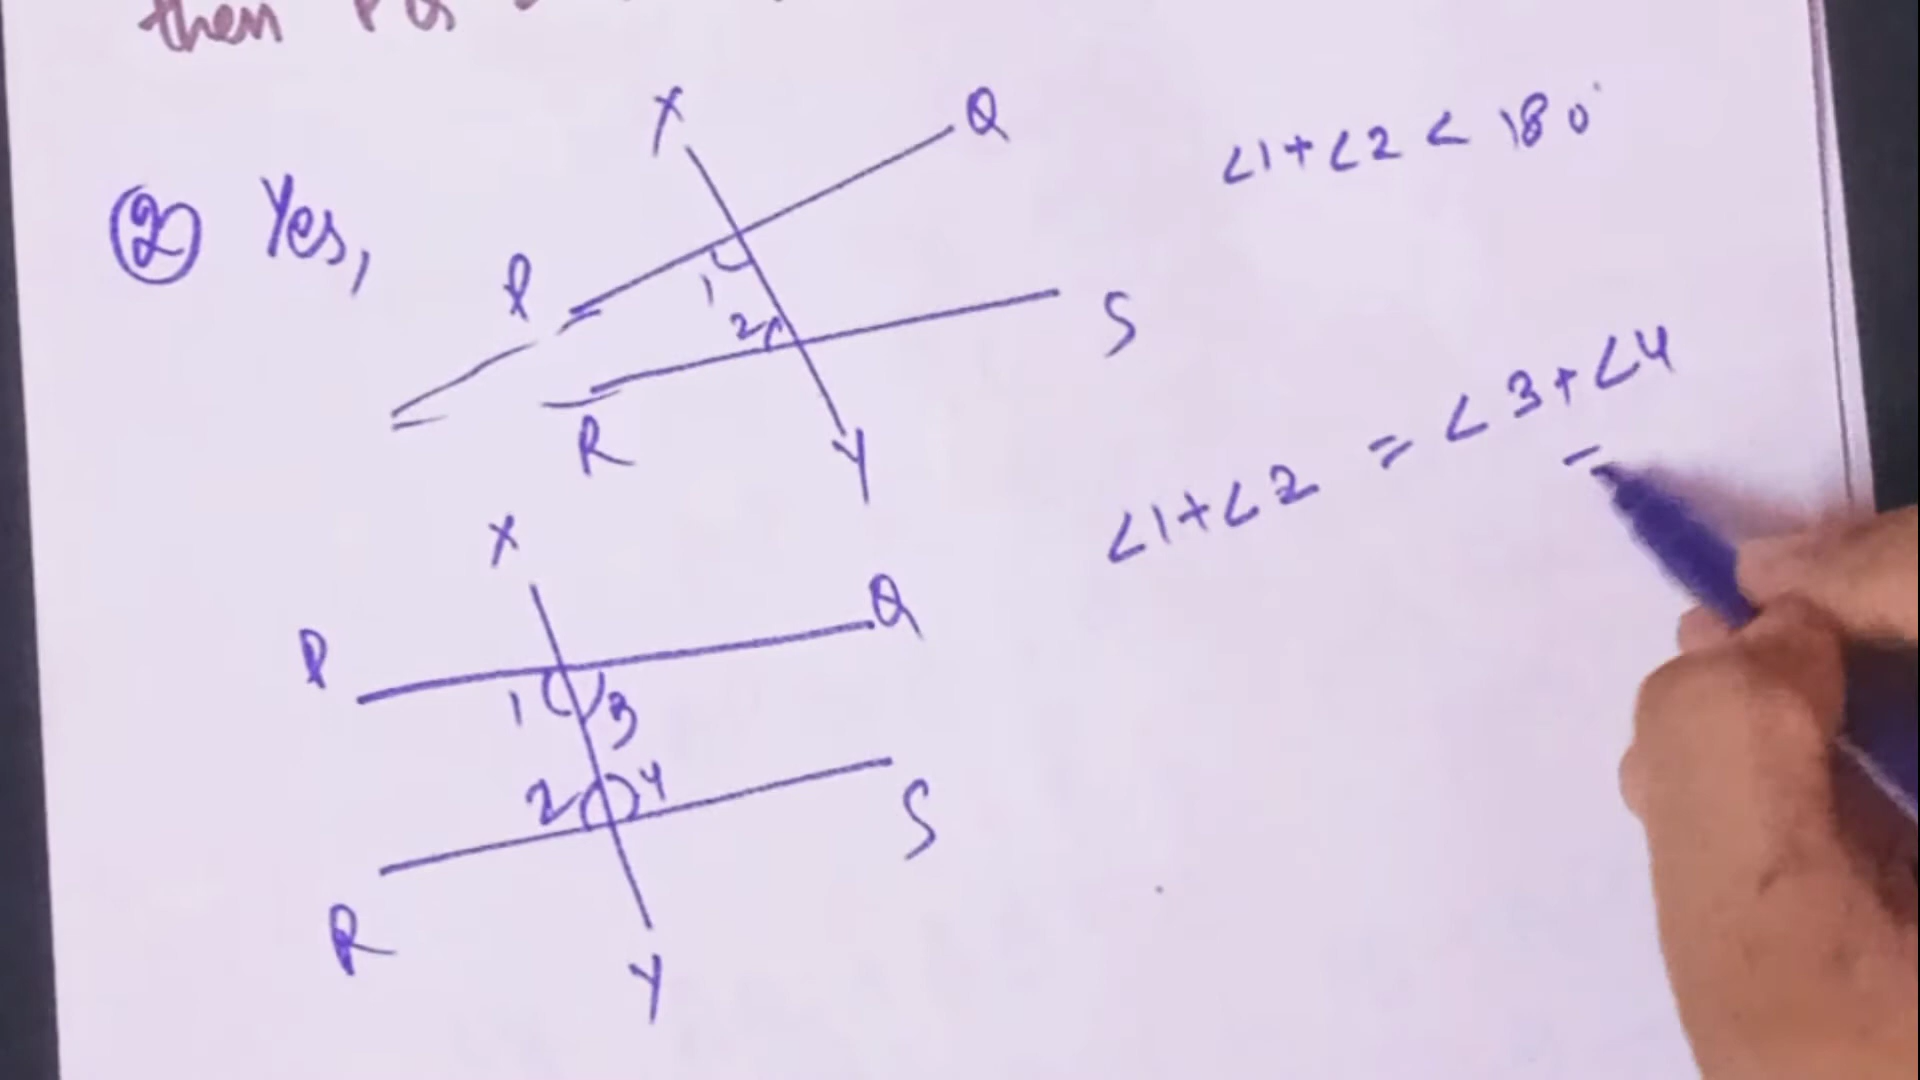 then
② Yes,
X
Q
P
1
2
R
S
Y
∠1+∠2 < 180°
∠1+∠2 = ∠3+∠4
=
X
P
Q
1
3
2
4
R
S
Y